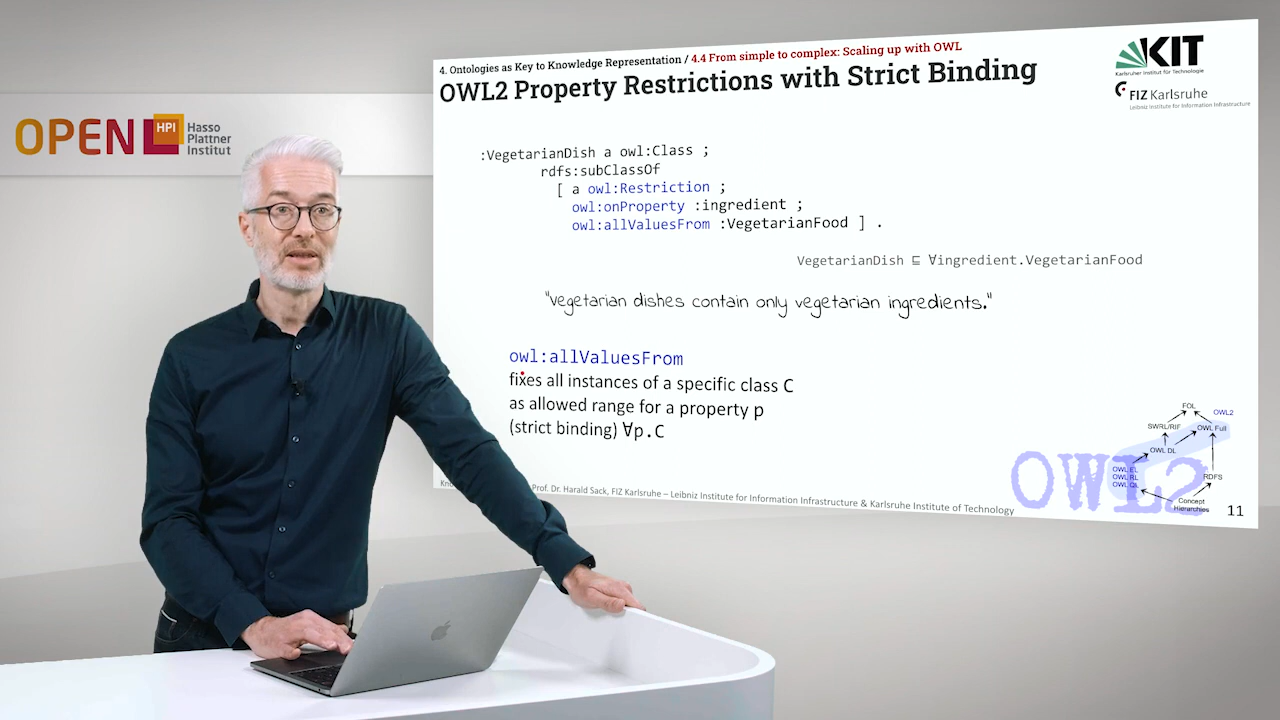 OPEN HPI Hasso
Plattner
Institut
4. Ontologies as Key to Knowledge Representation / 4.4 From simple to complex: Scaling up with OWL
OWL2 Property Restrictions with Strict Binding
KIT
Karlsruher Institut für Technologie
FIZ Karlsruhe
Leibniz Institute for Information Infrastructure
:VegetarianDish a owl:Class ;
rdfs:subClassOf
[ a owl:Restriction ;
owl:onProperty :ingredient ;
owl:allValuesFrom :VegetarianFood ] .
VegetarianDish ⊑ ∀ingredient.VegetarianFood
"Vegetarian dishes contain only vegetarian ingredients."
owl:allValuesFrom
fixes all instances of a specific class C
as allowed range for a property p
(strict binding) ∀p.C
FOL
OWL2
SWRL/RIF
OWL Full
OWL DL
OWL EL
OWL RL
OWL QL
RDFS
Concept
Hierarchies
OWL2
Prof. Dr. Harald Sack, FIZ Karlsruhe – Leibniz Institute for Information Infrastructure & Karlsruhe Institute of Technology
11